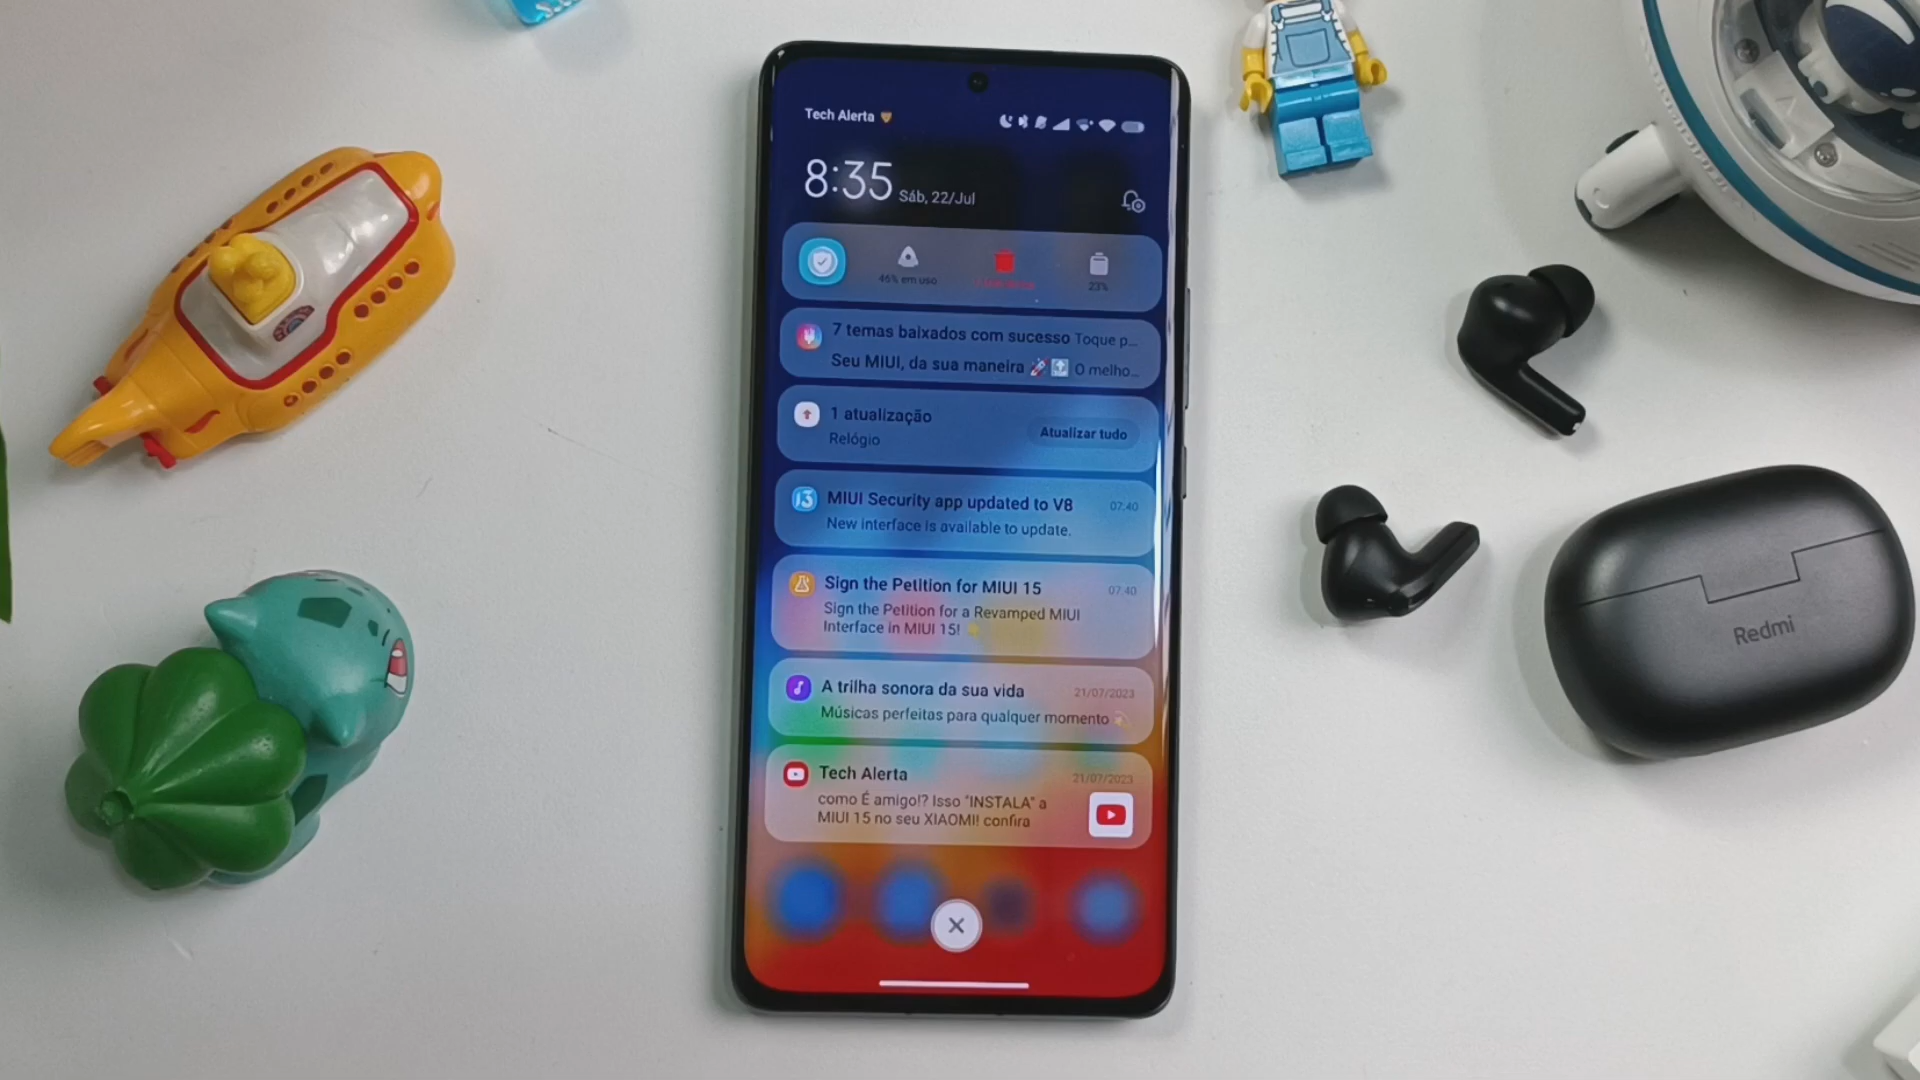 Tech Alerta
8:35 Sáb, 22/Jul
46% em uso
23%
7 temas baixados com sucesso Toque p...
Seu MIUI, da sua maneira 🚀⬆️ O melho...
1 atualização
Relógio
Atualizar tudo
13 MIUI Security app updated to V8 07:40
New interface is available to update.
Sign the Petition for MIUI 15 07:40
Sign the Petition for a Revamped MIUI
Interface in MIUI 15! 👇
A trilha sonora da sua vida 21/07/2023
Músicas perfeitas para qualquer momento 💫
Tech Alerta 21/07/2023
como É amigo!? Isso "INSTALA" a
MIUI 15 no seu XIAOMI! confira
Redmi